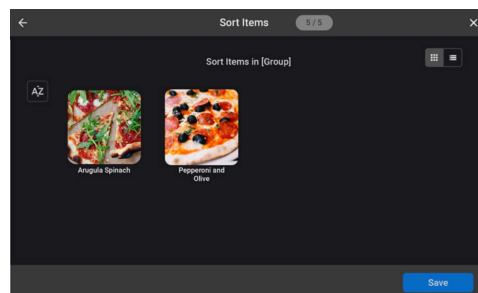 Sort Items
5 / 5
Sort Items in [Group]
AZ
Arugula Spinach
Pepperoni and
Olive
Save